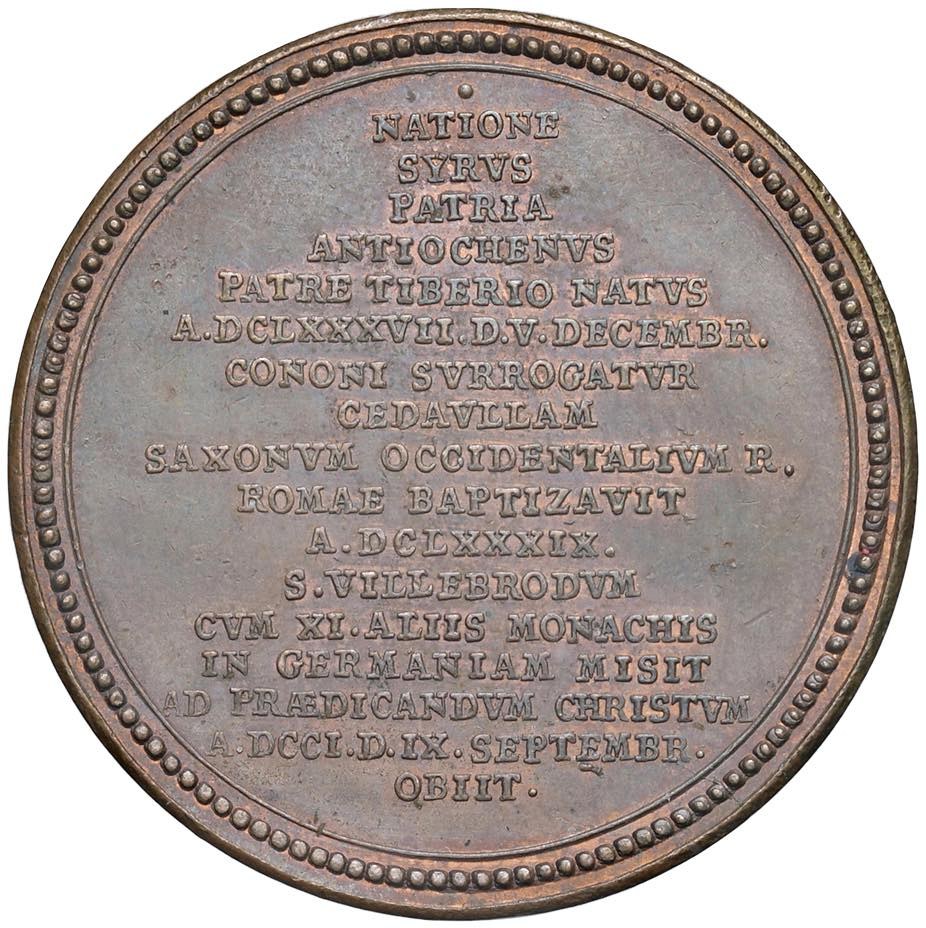 NATIONE
SYRVS
PATRIA
ANTIOCHENVS
PATRE TIBERIO NATVS
A.DCLXXXVII.D.V.DECEMBR.
CONONI SVRROGATVR
CEDAVLLAM
SAXONVM OCCIDENTALIVM R.
ROMAE BAPTIZAVIT
A.DCLXXXIX.
S.VILLEBRODVM
CVM XI.ALIIS MONACHIS
IN GERMANIAM MISIT
AD PRÆDICANDVM CHRISTVM
A.DCCI.D.IX.SEPTEMBR.
OBIIT.